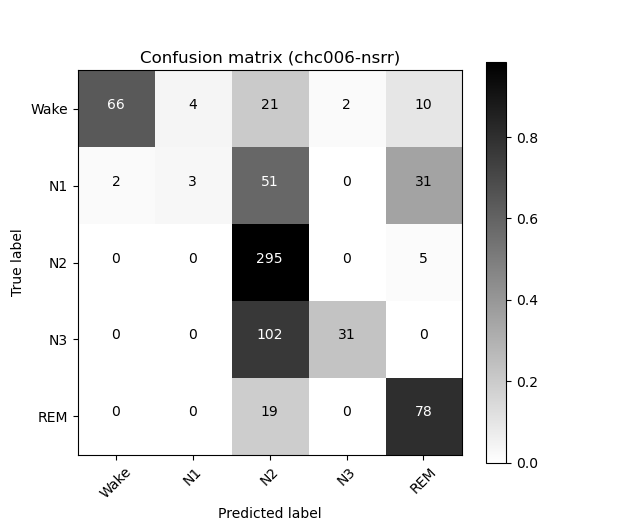 Confusion matrix (chc006-nsrr)
Wake 66 4 21 2 10
N1 2 3 51 0 31
N2 0 0 295 0 5
N3 0 0 102 31 0
REM 0 0 19 0 78
Wake N1 N2 N3 REM
Predicted label
True label
0.8
0.6
0.4
0.2
0.0